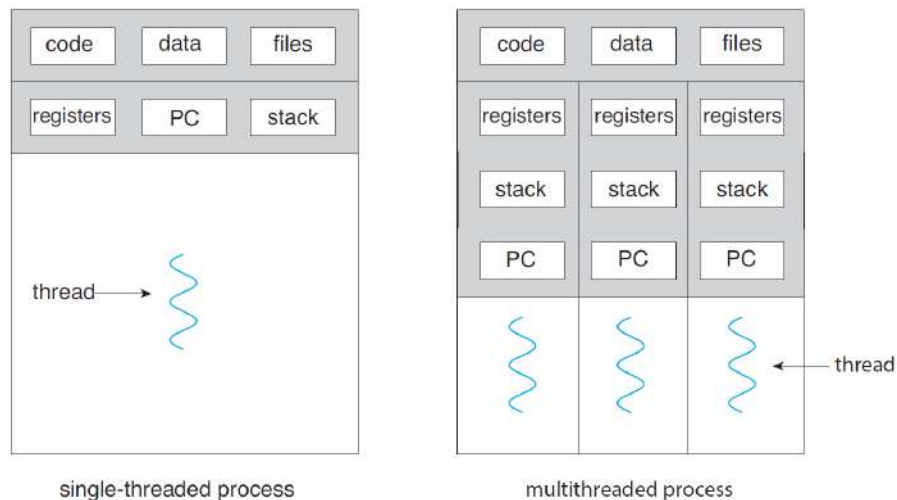 code data files
registers PC stack
thread
single-threaded process
code data files
registers registers registers
stack stack stack
PC PC PC
thread
multithreaded process